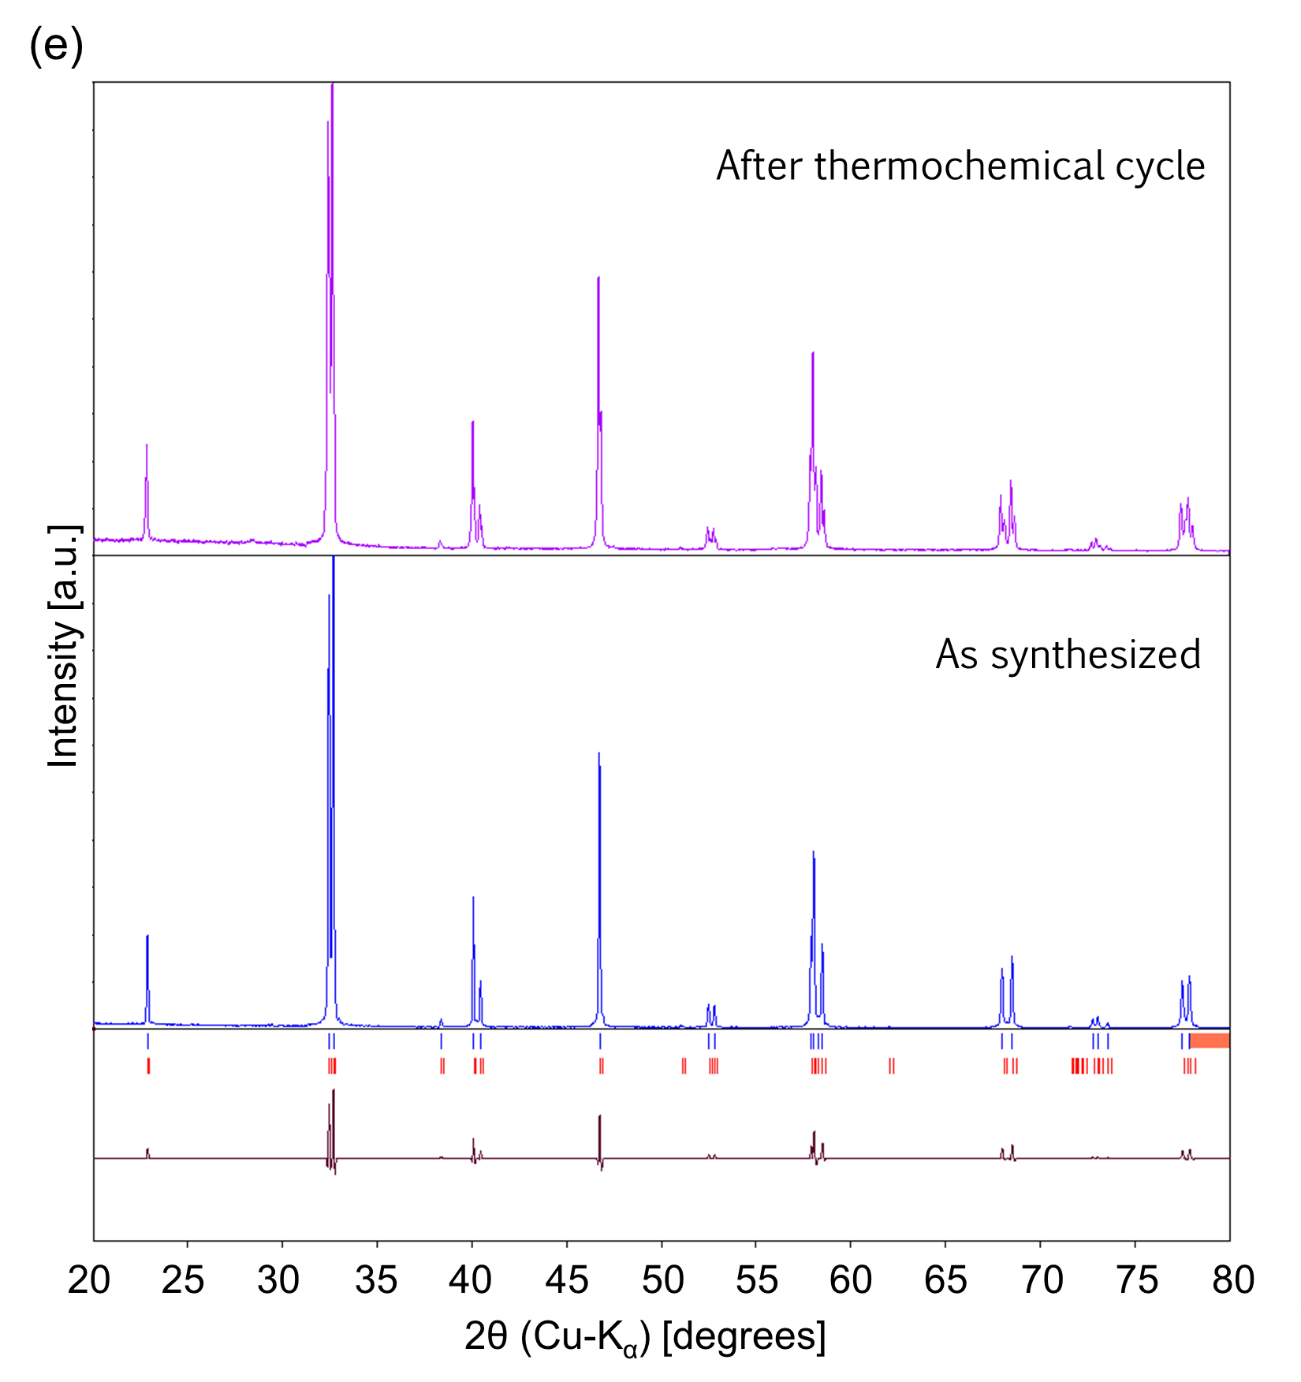 (e)
After thermochemical cycle
As synthesized
Intensity [a.u.]
20 25 30 35 40 45 50 55 60 65 70 75 80
2θ (Cu-Kα) [degrees]